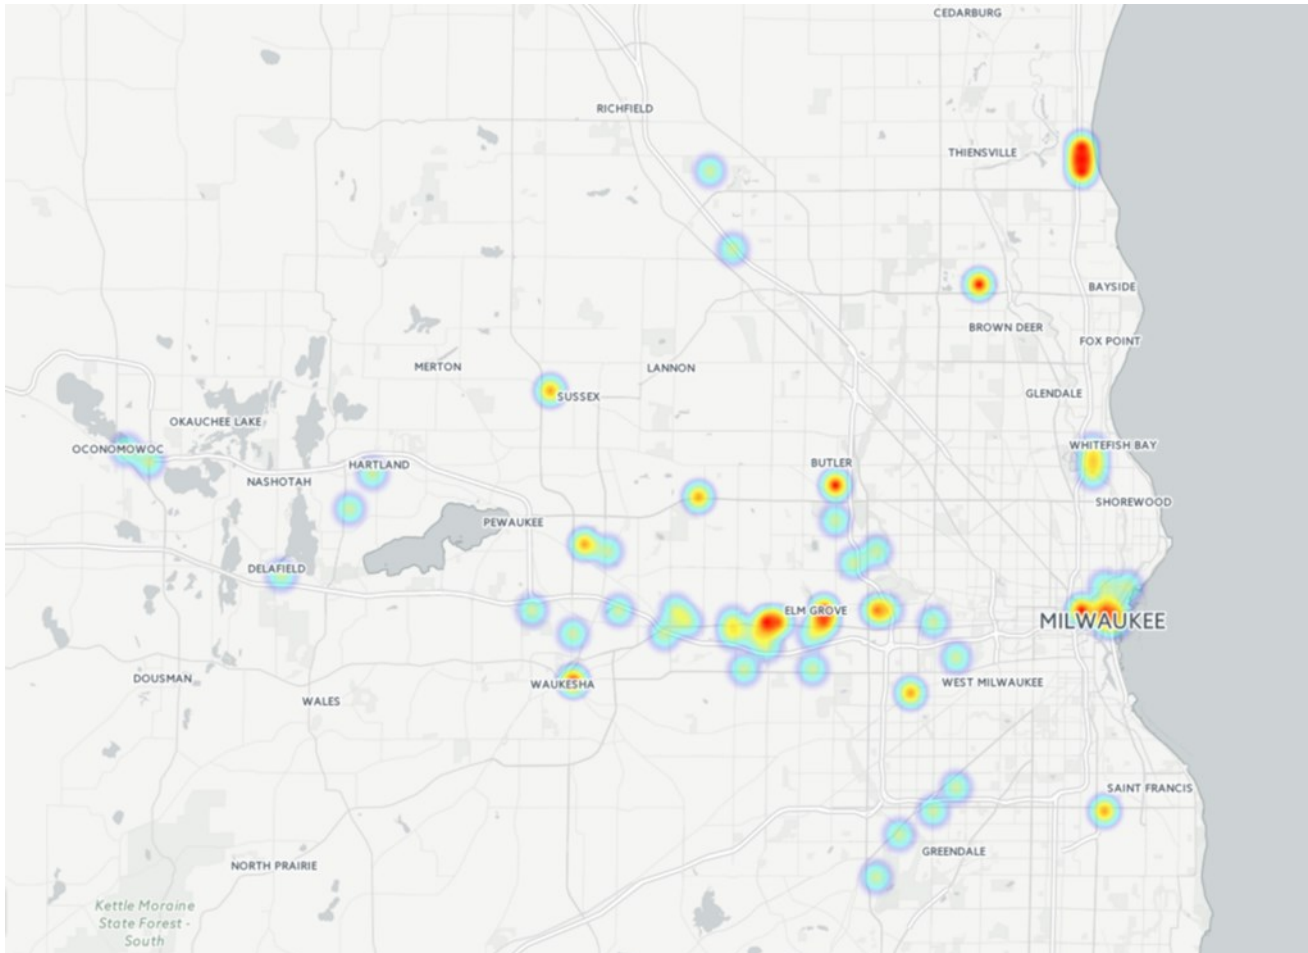 CEDARBURG
RICHFIELD
THIENSVILLE
BAYSIDE
BROWN DEER
FOX POINT
MERTON
LANNON
GLENDALE
SUSSEX
OKAUCHEE LAKE
OCONOMOWOC
WHITEFISH BAY
HARTLAND
BUTLER
NASHOTAH
SHOREWOOD
PEWAUKEE
DELAFIELD
ELM GROVE
MILWAUKEE
DOUSMAN
WAUKESHA
WEST MILWAUKEE
WALES
SAINT FRANCIS
GREENDALE
NORTH PRAIRIE
Kettle Moraine
State Forest -
South